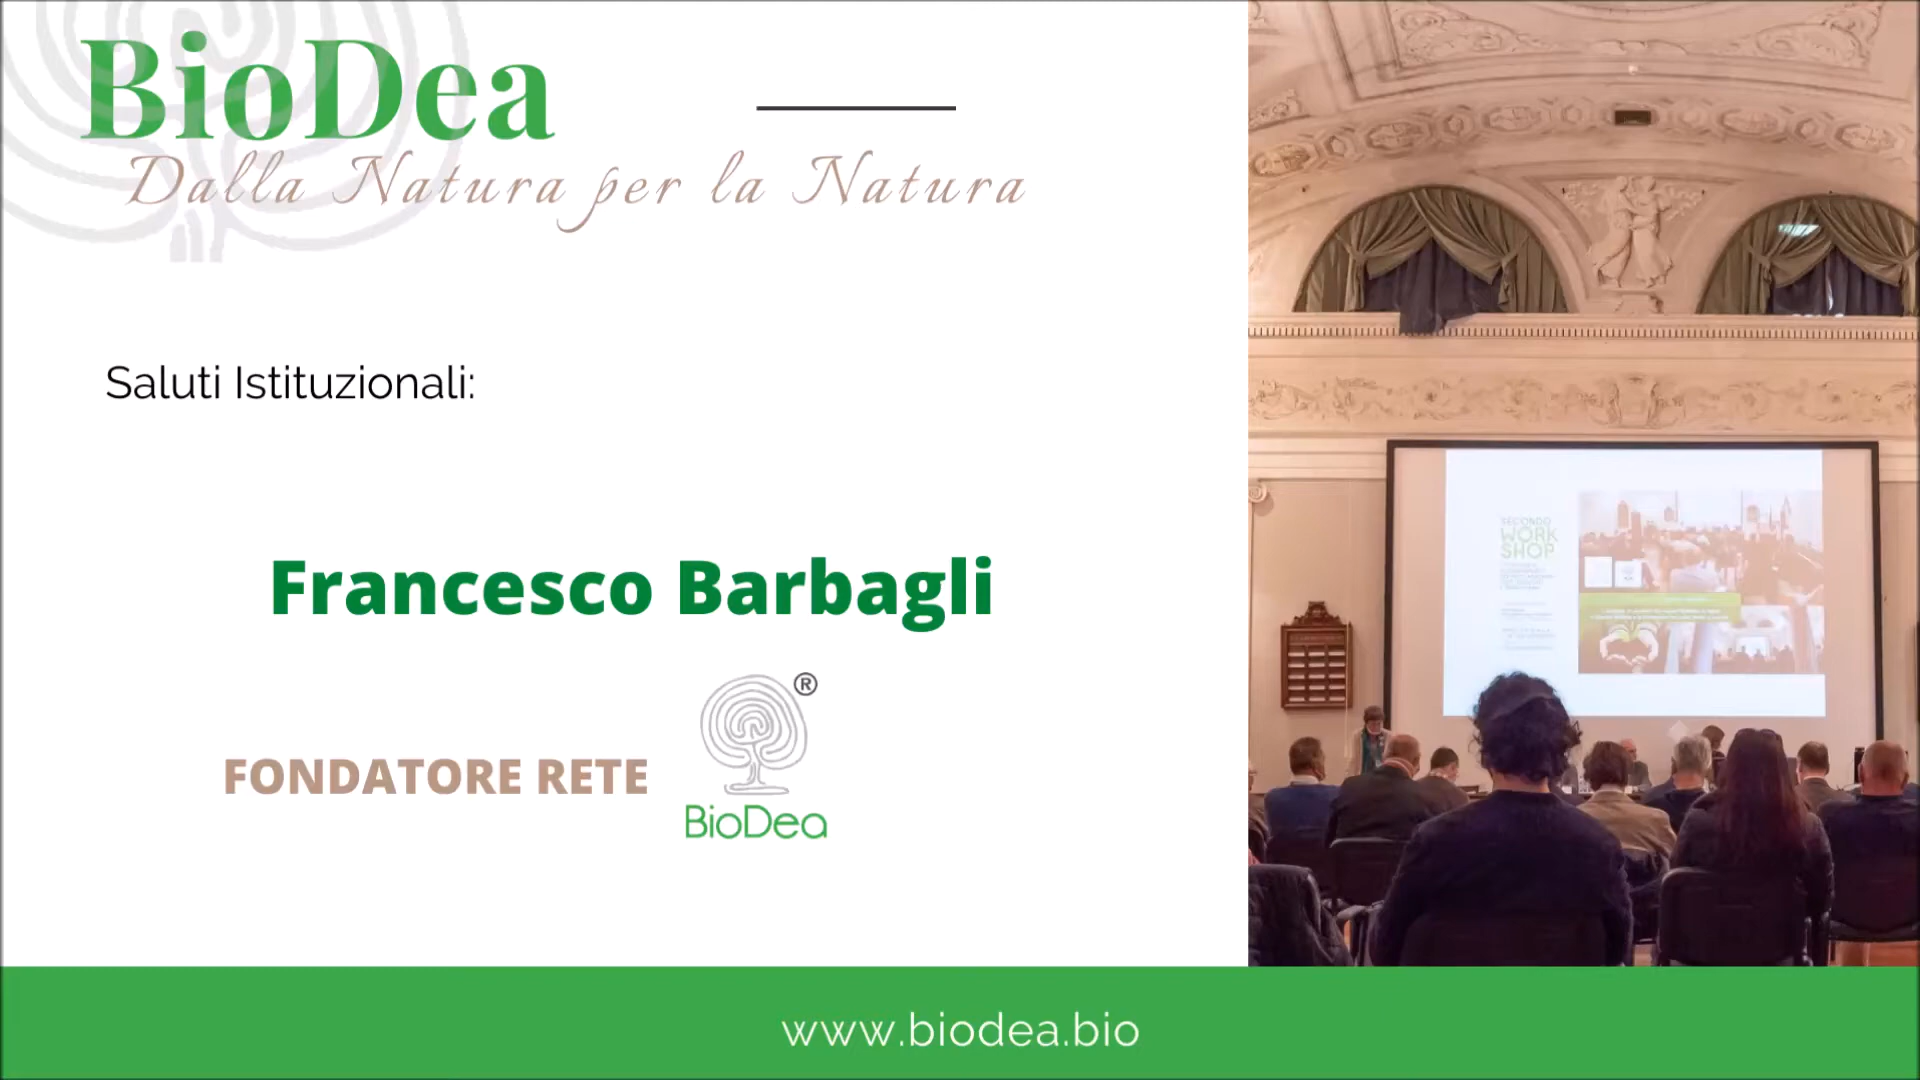 BioDea
Dalla Natura per la Natura
Saluti Istituzionali:
Francesco Barbagli
FONDATORE RETE
®
BioDea
SECONDO
WORK
SHOP
www.biodea.bio